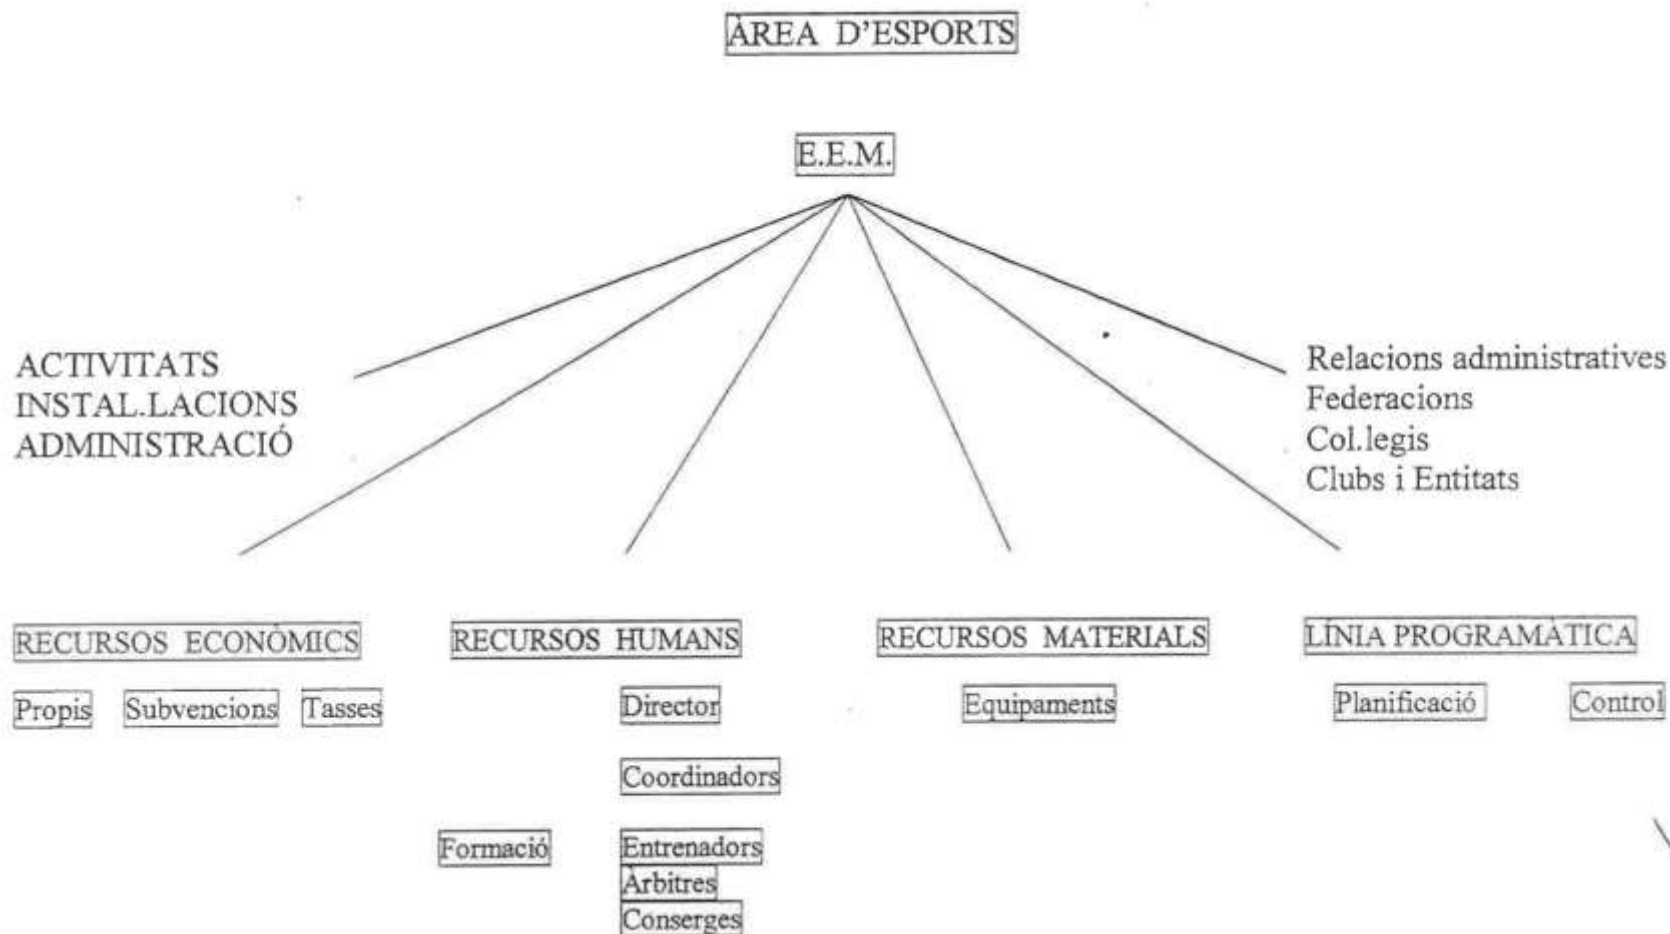 ÀREA D'ESPORTS
E.E.M.
ACTIVITATS
INSTAL.LACIONS
ADMINISTRACIÓ
Relacions administratives
Federacions
Col.legis
Clubs i Entitats
RECURSOS ECONÒMICS RECURSOS HUMANS RECURSOS MATERIALS LÍNIA PROGRAMÀTICA
Propis Subvencions Tasses Director Equipaments Planificació Control
Coordinadors
Formació Entrenadors
Àrbitres
Conserges